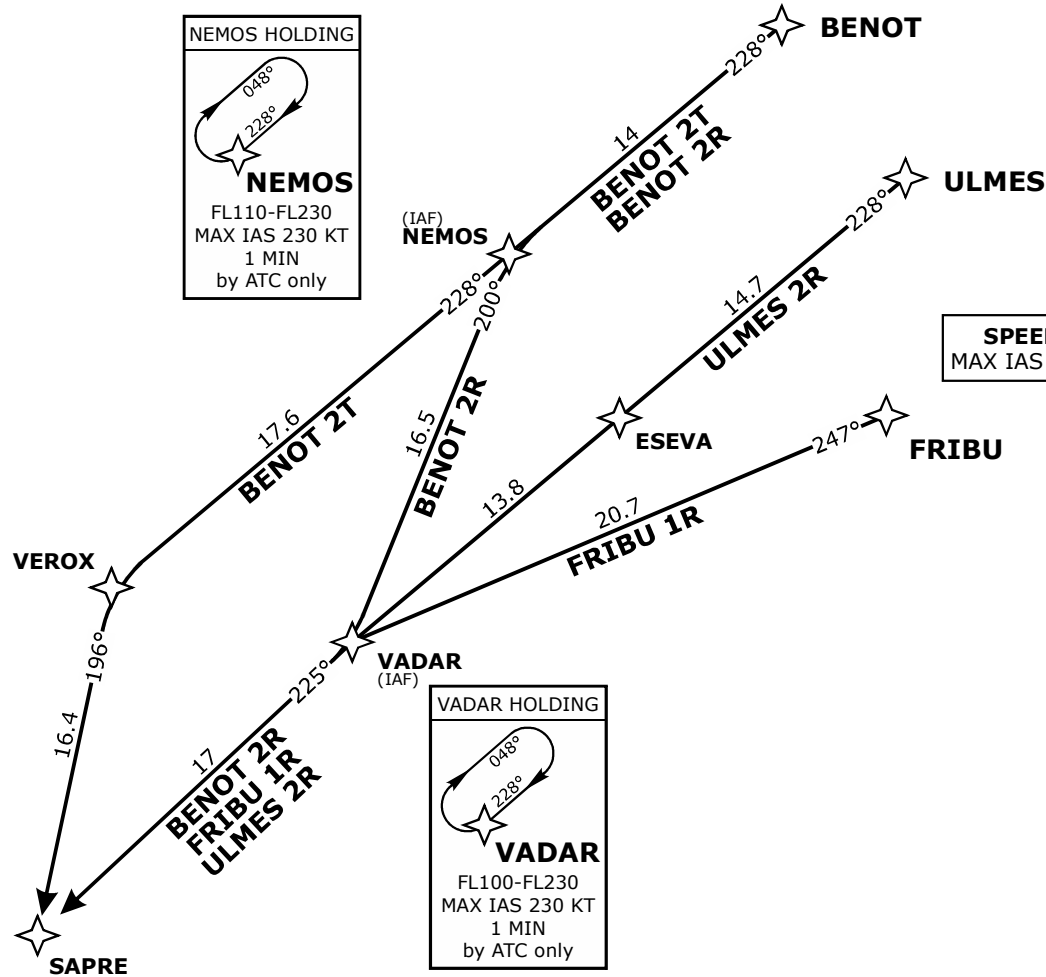 NEMOS HOLDING
048°
228°
NEMOS
FL110-FL230
MAX IAS 230 KT
1 MIN
by ATC only
BENOT
228°
14
BENOT 2T
BENOT 2R
ULMES
228°
14.7
ULMES 2R
(IAF)
NEMOS
228°
200°
17.6
BENOT 2T
16.5
BENOT 2R
SPEE
MAX IAS
ESEVA
13.8
247°
FRIBU
20.7
FRIBU 1R
VEROX
196°
16.4
VADAR
(IAF)
225°
17
BENOT 2R
FRIBU 1R
ULMES 2R
VADAR HOLDING
048°
228°
VADAR
FL100-FL230
MAX IAS 230 KT
1 MIN
by ATC only
SAPRE